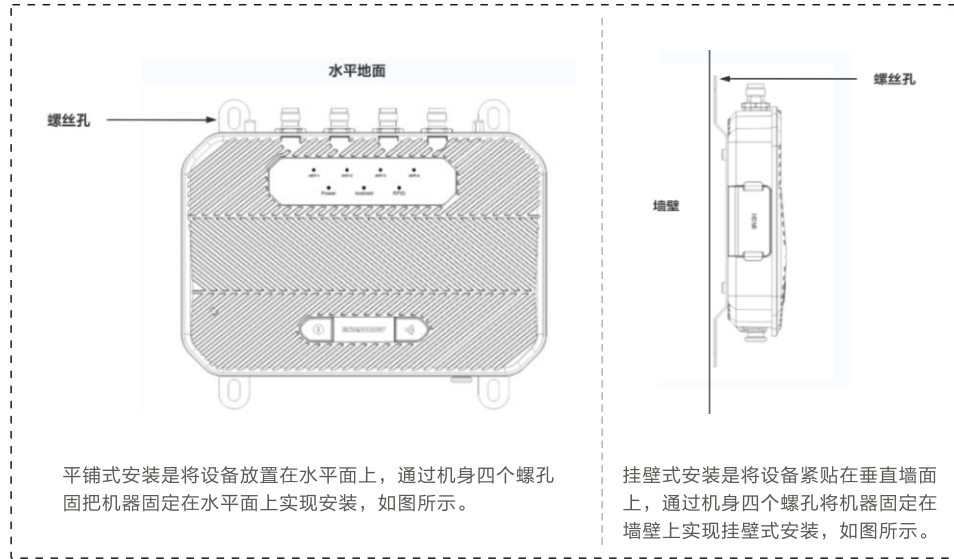 水平地面
螺丝孔
Power
Android
RFID
平铺式安装是将设备放置在水平面上，通过机身四个螺孔
固把机器固定在水平面上实现安装，如图所示。
螺丝孔
墙壁
挂壁式安装是将设备紧贴在垂直墙面
上，通过机身四个螺孔将机器固定在
墙壁上实现挂壁式安装，如图所示。